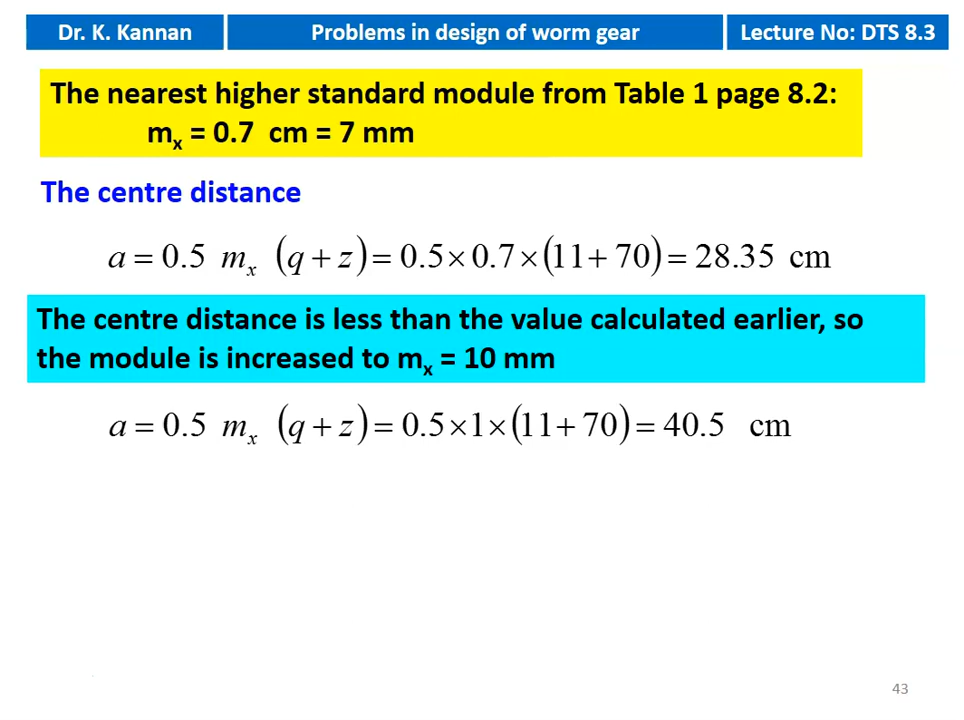 Dr. K. Kannan
Problems in design of worm gear
Lecture No: DTS 8.3
The nearest higher standard module from Table 1 page 8.2:
mₓ = 0.7 cm = 7 mm
The centre distance
a = 0.5 mₓ (q + z) = 0.5 × 0.7 × (11 + 70) = 28.35 cm
The centre distance is less than the value calculated earlier, so
the module is increased to mₓ = 10 mm
a = 0.5 mₓ (q + z) = 0.5 × 1 × (11 + 70) = 40.5 cm
43